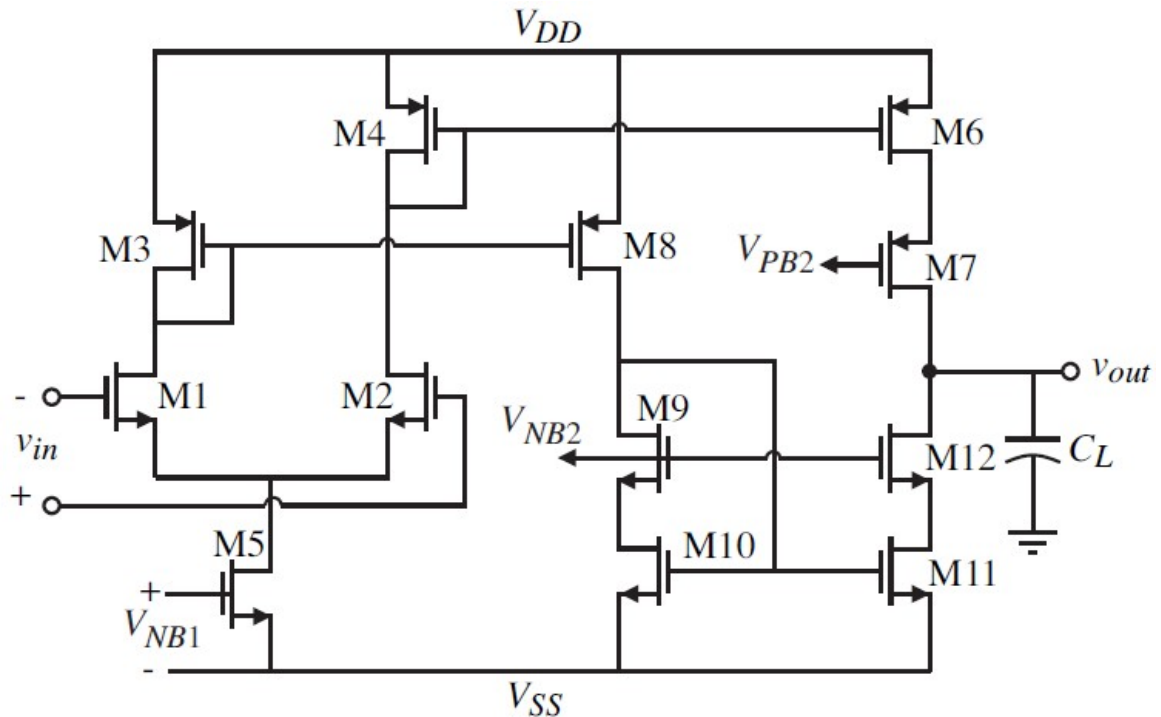 V_DD
M4
M6
M3
M8
V_PB2
M7
-
M1
M2
M9
v_out
v_in
V_NB2
M12
C_L
+
M5
M10
M11
+
V_NB1
-
V_SS